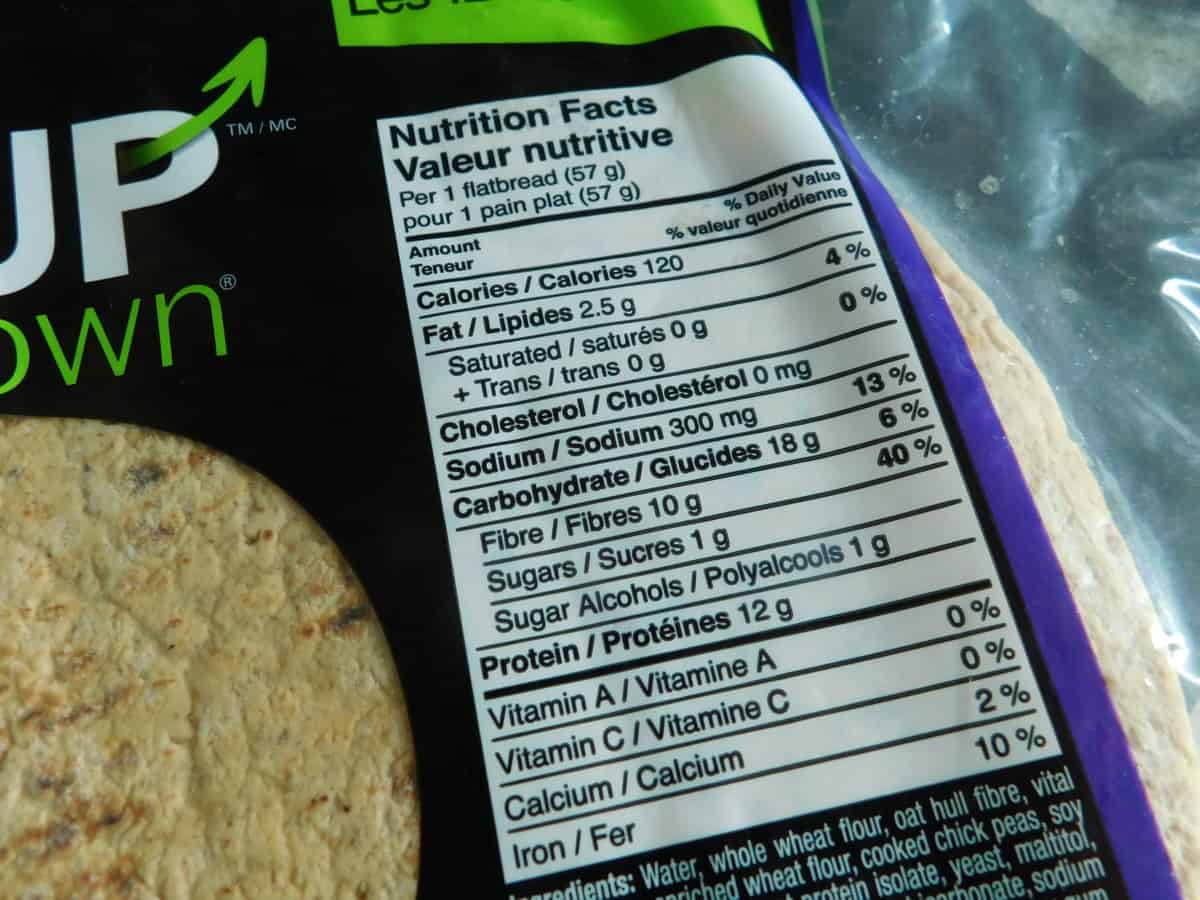 Les
UP TM / MC
own®
Nutrition Facts
Valeur nutritive
Per 1 flatbread (57 g)
pour 1 pain plat (57 g)
Amount % Daily Value
Teneur % valeur quotidienne
Calories / Calories 120
Fat / Lipides 2.5 g 4 %
Saturated / saturés 0 g 0 %
+ Trans / trans 0 g
Cholesterol / Cholestérol 0 mg
Sodium / Sodium 300 mg 13 %
Carbohydrate / Glucides 18 g 6 %
Fibre / Fibres 10 g 40 %
Sugars / Sucres 1 g
Sugar Alcohols / Polyalcools 1 g
Protein / Protéines 12 g
Vitamin A / Vitamine A 0 %
Vitamin C / Vitamine C 0 %
Calcium / Calcium 2 %
Iron / Fer 10 %
gredients: Water, whole wheat flour, oat hull fibre, vital
enriched wheat flour, cooked chick peas, soy
protein isolate, yeast, maltitol,
bicarbonate, sodium
gum